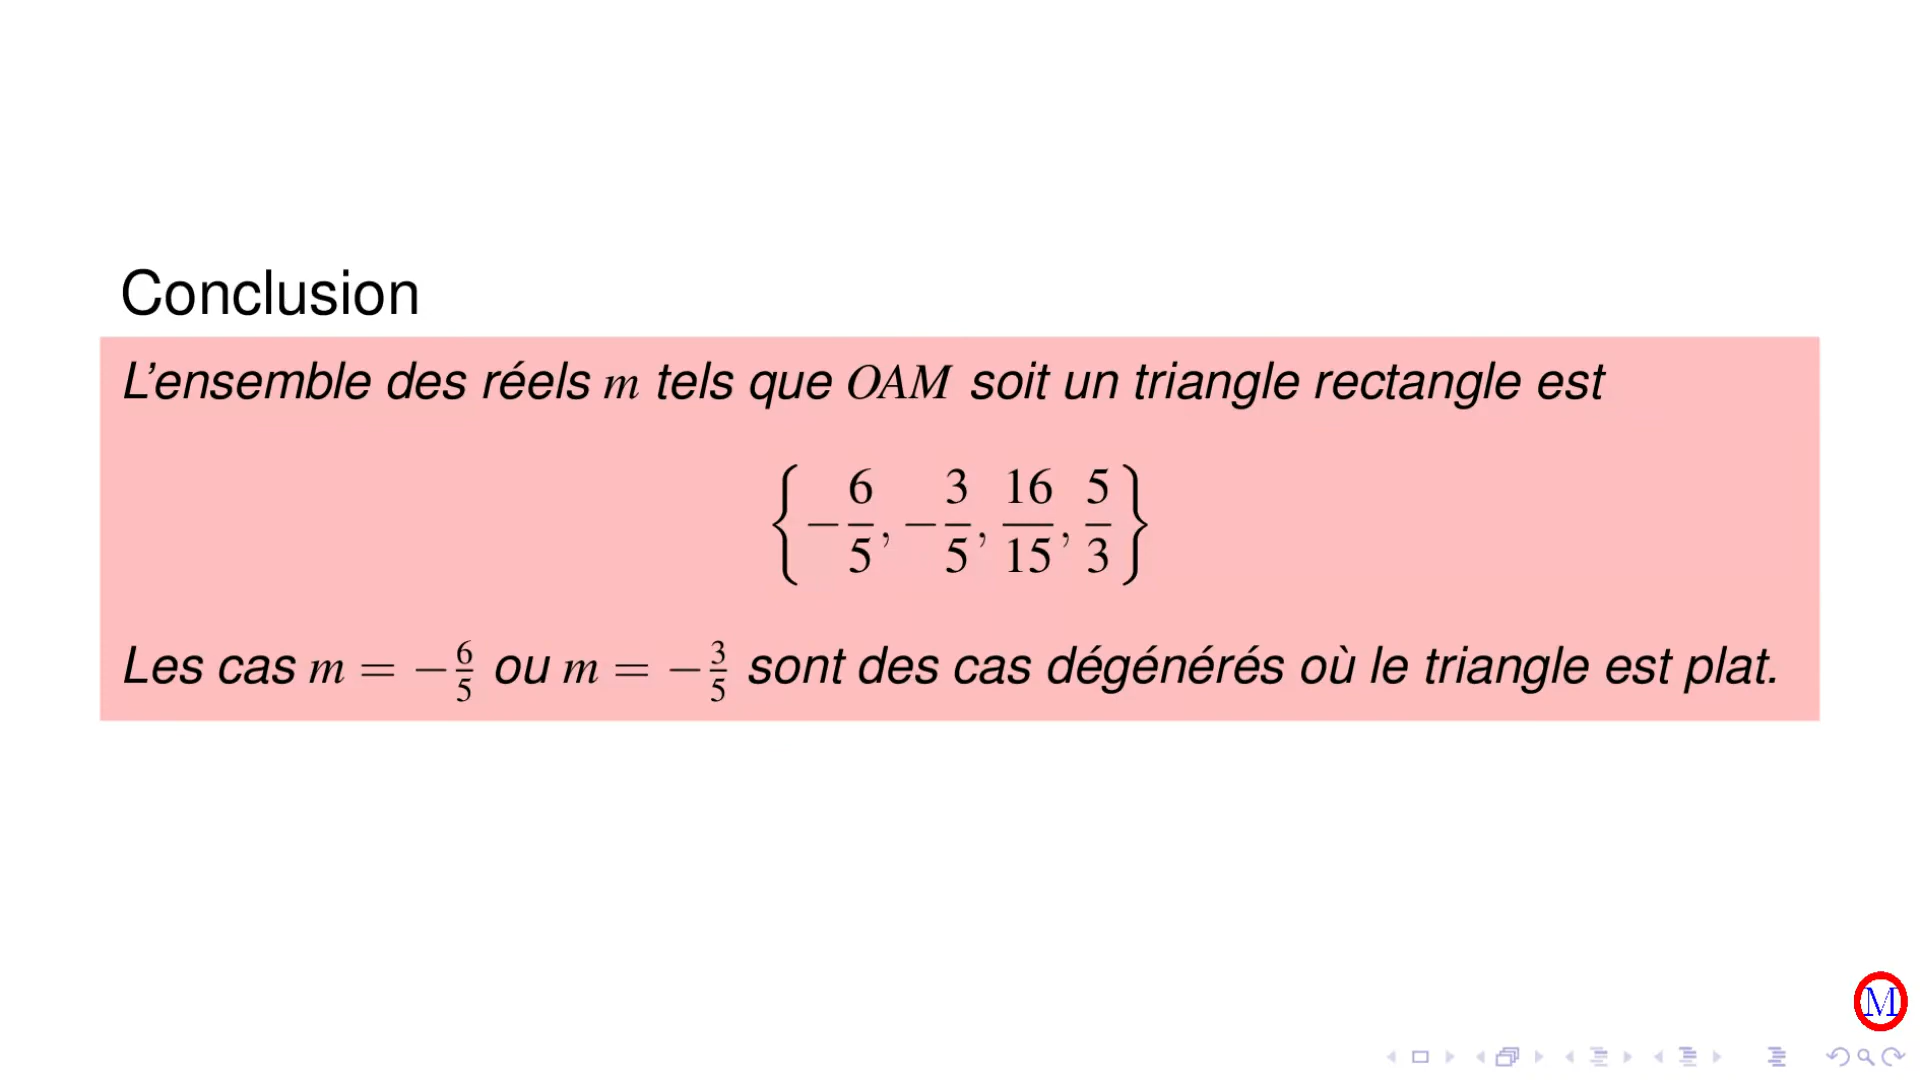 Conclusion
L'ensemble des réels m tels que OAM soit un triangle rectangle est
{−6/5, −3/5, 16/15, 5/3}
Les cas m = −6/5 ou m = −3/5 sont des cas dégénérés où le triangle est plat.
M